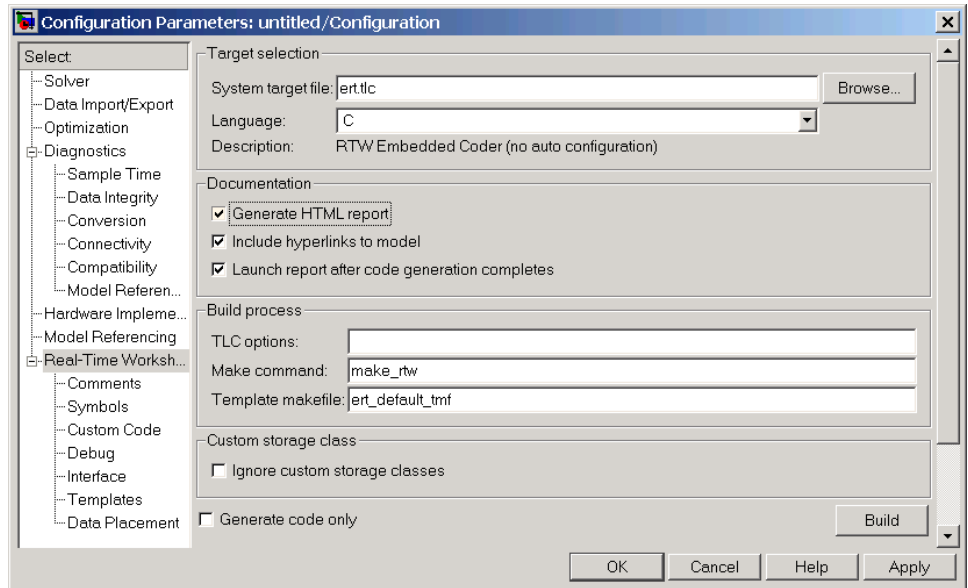 Configuration Parameters: untitled/Configuration
Select:
Solver
Data Import/Export
Optimization
Diagnostics
Sample Time
Data Integrity
Conversion
Connectivity
Compatibility
Model Referen...
Hardware Impleme...
Model Referencing
Real-Time Worksh...
Comments
Symbols
Custom Code
Debug
Interface
Templates
Data Placement
Target selection
System target file: ert.tlc Browse...
Language: C
Description: RTW Embedded Coder (no auto configuration)
Documentation
Generate HTML report
Include hyperlinks to model
Launch report after code generation completes
Build process
TLC options:
Make command: make_rtw
Template makefile: ert_default_tmf
Custom storage class
Ignore custom storage classes
Generate code only Build
OK Cancel Help Apply